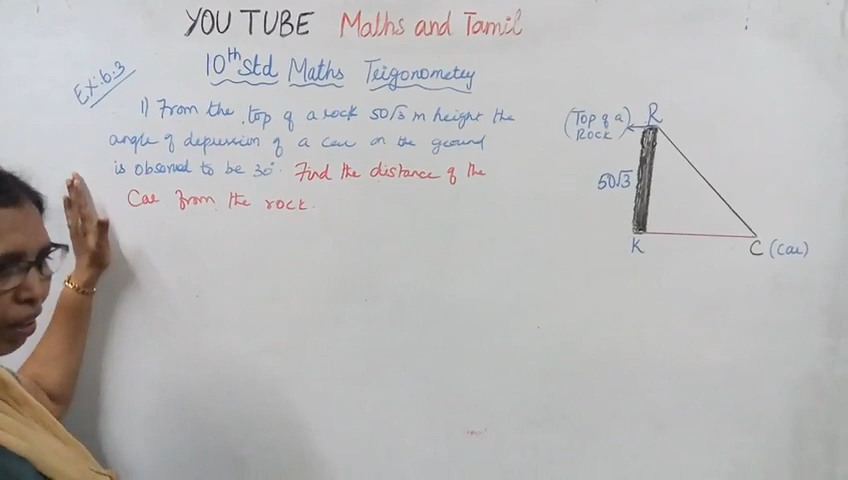 YOU TUBE Maths and Tamil
10th Std Maths Trigonometry
Ex:6.3
1) From the top of a rock 50√3 m height the
angle of depression of a car on the ground
is observed to be 30°. Find the distance of the
Car from the rock.
(Top of a R
Rock)
50√3
K C (Car)